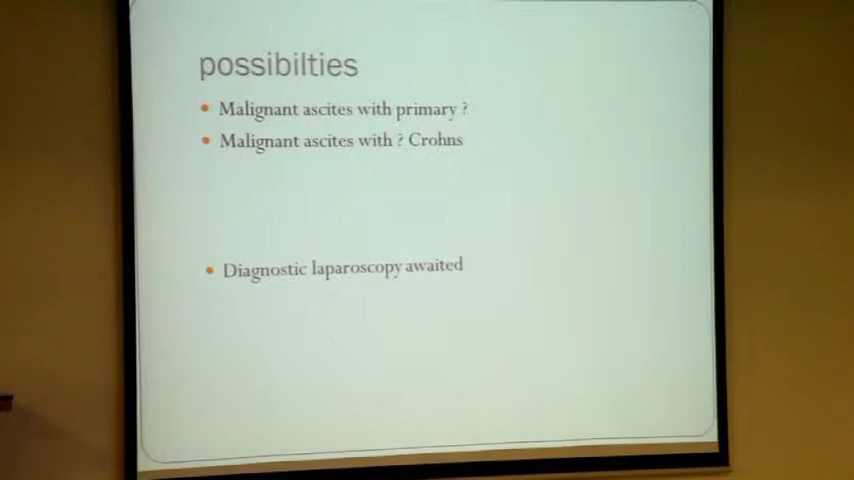 possibilties
• Malignant ascites with primary ?
• Malignant ascites with ? Crohns
• Diagnostic laparoscopy awaited